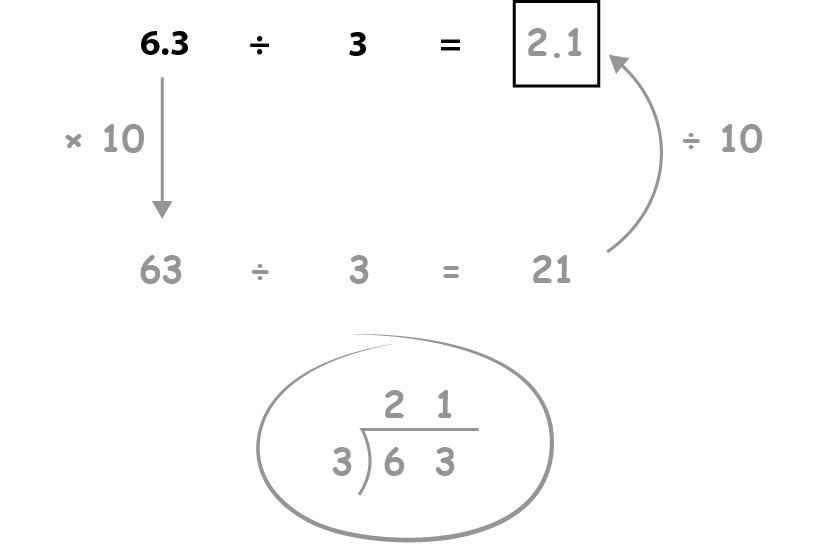 6.3 ÷ 3 = 2.1
× 10
÷ 10
63 ÷ 3 = 21
2 1
3 6 3